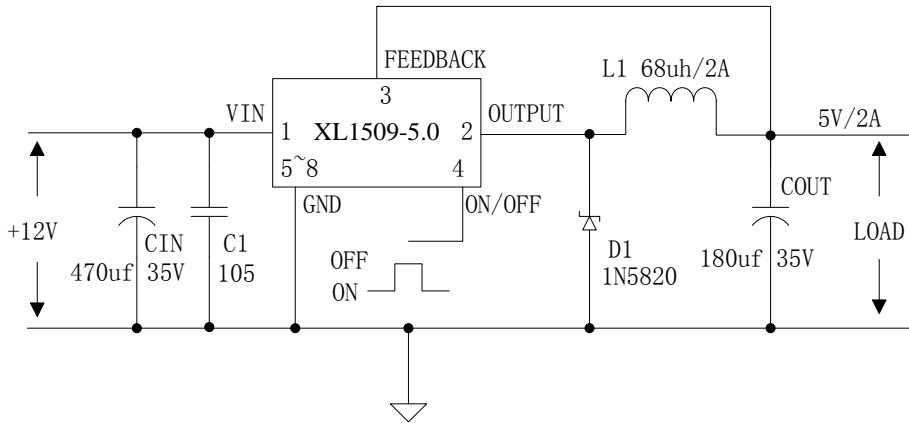 FEEDBACK
L1 68uh/2A
3
VIN
OUTPUT
1 XL1509-5.0 2
5V/2A
5~8 4
GND
ON/OFF
COUT
+12V
CIN
C1
OFF
D1
LOAD
470uf 35V
105
ON
1N5820
180uf 35V